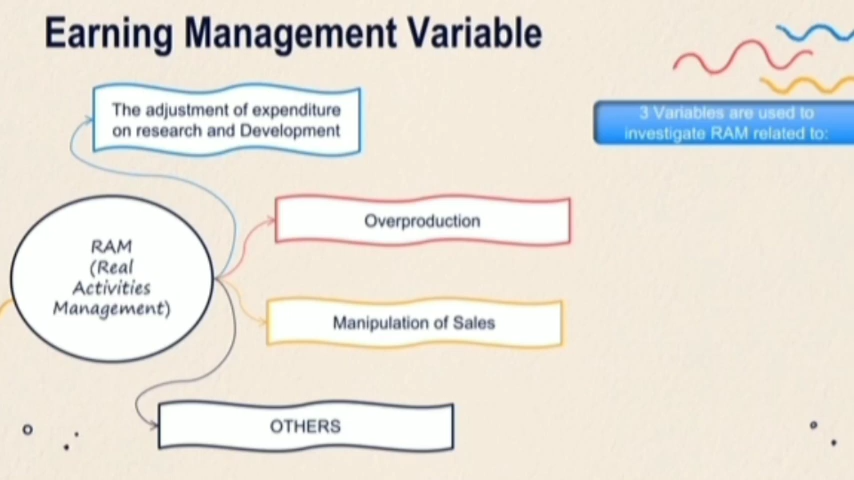 Earning Management Variable
The adjustment of expenditure
on research and Development
3 Variables are used to
investigate RAM related to:
Overproduction
RAM
(Real
Activities
Management)
Manipulation of Sales
OTHERS